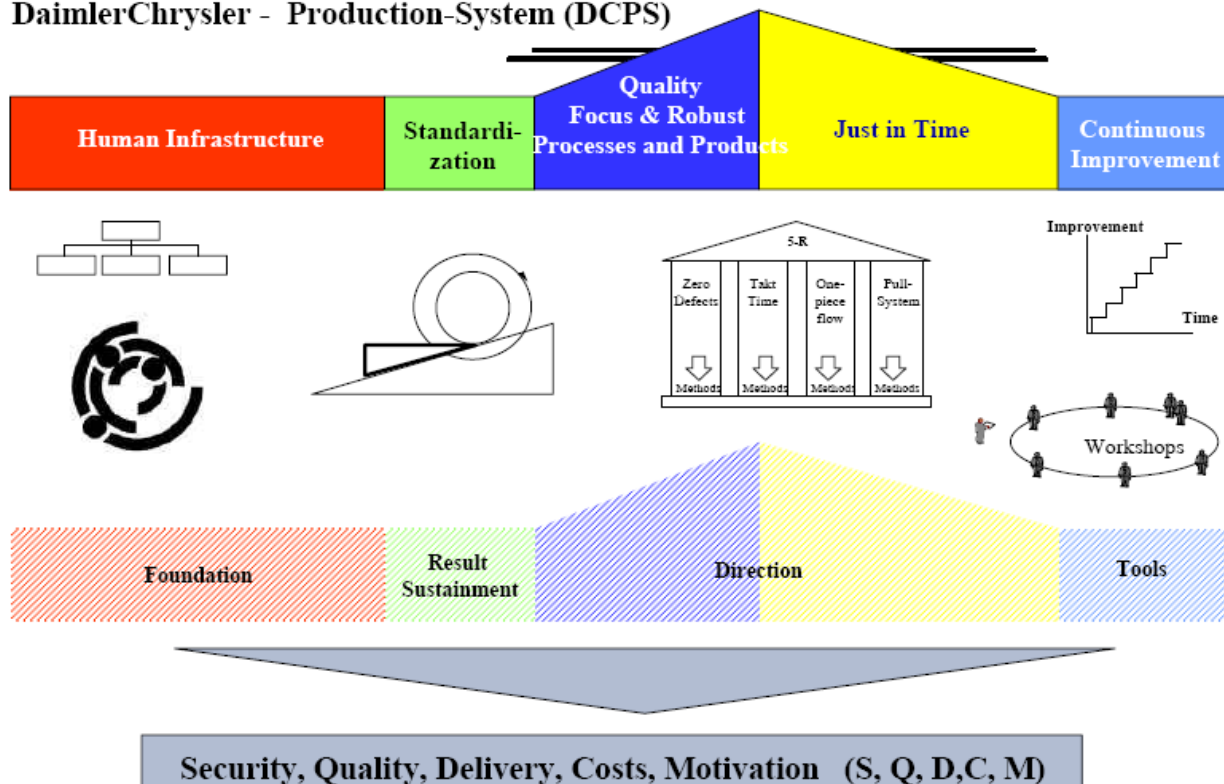 DaimlerChrysler - Production-System (DCPS)
Human Infrastructure
Standardi-
zation
Quality
Focus & Robust
Processes and Products
Just in Time
Continuous
Improvement
5-R
Zero
Defects
Methods
Takt
Time
Methods
One-
piece
flow
Methods
Pull-
System
Methods
Improvement
Time
Workshops
Foundation
Result
Sustainment
Direction
Tools
Security, Quality, Delivery, Costs, Motivation (S, Q, D,C, M)